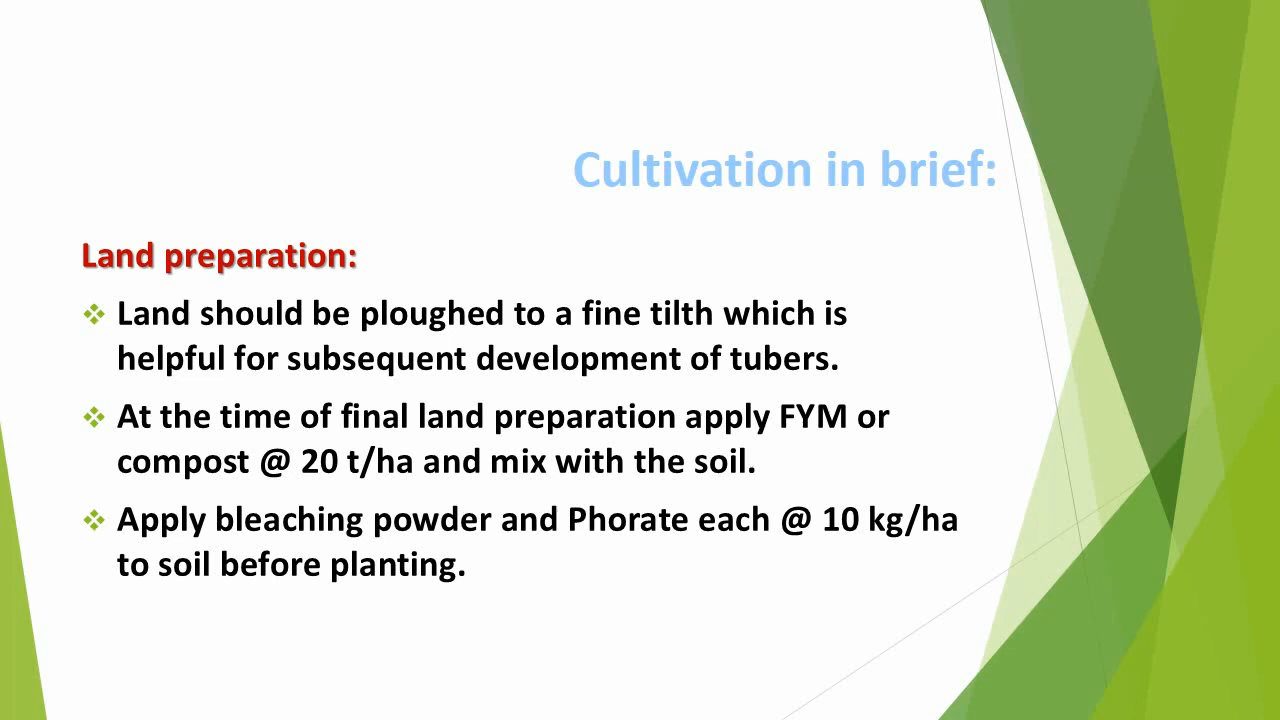 Cultivation in brief:
Land preparation:
Land should be ploughed to a fine tilth which is
helpful for subsequent development of tubers.
At the time of final land preparation apply FYM or
compost @ 20 t/ha and mix with the soil.
Apply bleaching powder and Phorate each @ 10 kg/ha
to soil before planting.